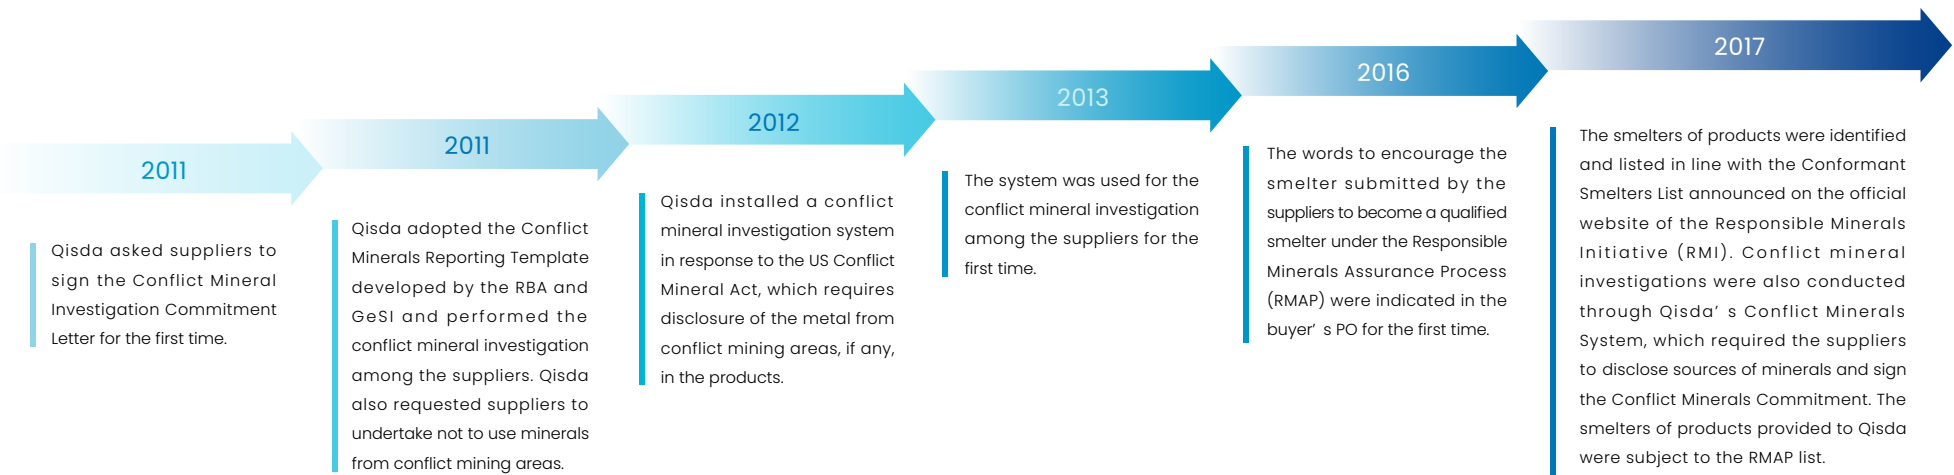 2011
Qisda asked suppliers to
sign the Conflict Mineral
Investigation Commitment
Letter for the first time.
2011
Qisda adopted the Conflict
Minerals Reporting Template
developed by the RBA and
GeSI and performed the
conflict mineral investigation
among the suppliers. Qisda
also requested suppliers to
undertake not to use minerals
from conflict mining areas.
2012
Qisda installed a conflict
mineral investigation system
in response to the US Conflict
Mineral Act, which requires
disclosure of the metal from
conflict mining areas, if any,
in the products.
2013
The system was used for the
conflict mineral investigation
among the suppliers for the
first time.
2016
The words to encourage the
smelter submitted by the
suppliers to become a qualified
smelter under the Responsible
Minerals Assurance Process
(RMAP) were indicated in the
buyer’ s PO for the first time.
2017
The smelters of products were identified
and listed in line with the Conformant
Smelters List announced on the official
website of the Responsible Minerals
Initiative (RMI). Conflict mineral
investigations were also conducted
through Qisda’ s Conflict Minerals
System, which required the suppliers
to disclose sources of minerals and sign
the Conflict Minerals Commitment. The
smelters of products provided to Qisda
were subject to the RMAP list.